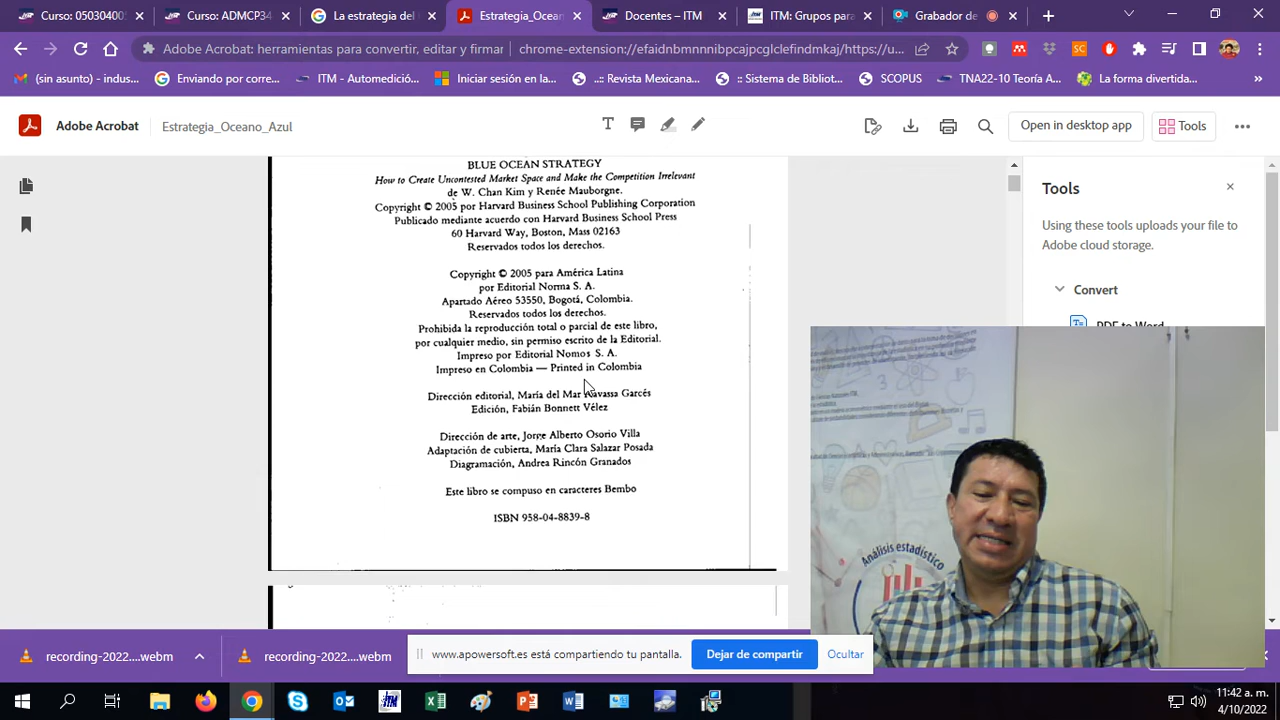 Curso: 05030400
Curso: ADMCP34
La estrategia del
Estrategia_Ocean
Docentes – ITM
ITM: Grupos para
Grabador de
Adobe Acrobat: herramientas para convertir, editar y firmar
chrome-extension://efaidnbmnnnibpcajpcglclefindmkaj/https://u...
(sin asunto) - indus...
Enviando por corre...
ITM - Automedició...
Iniciar sesión en la...
..:: Revista Mexicana...
:: Sistema de Bibliot...
SCOPUS
TNA22-10 Teoría A...
La forma divertida...
»
Adobe Acrobat
Estrategia_Oceano_Azul
Open in desktop app
Tools
BLUE OCEAN STRATEGY
How to Create Uncontested Market Space and Make the Competition Irrelevant
de W. Chan Kim y Renée Mauborgne.
Copyright © 2005 por Harvard Business School Publishing Corporation
Publicado mediante acuerdo con Harvard Business School Press
60 Harvard Way, Boston, Mass 02163
Reservados todos los derechos.
Copyright © 2005 para América Latina
por Editorial Norma S. A.
Apartado Aéreo 53550, Bogotá, Colombia.
Reservados todos los derechos.
Prohibida la reproducción total o parcial de este libro,
por cualquier medio, sin permiso escrito de la Editorial.
Impreso por Editorial Nomos S. A.
Impreso en Colombia — Printed in Colombia
Dirección editorial, María del Mar Ravassa Garcés
Edición, Fabián Bonnett Vélez
Dirección de arte, Jorge Alberto Osorio Villa
Adaptación de cubierta, María Clara Salazar Posada
Diagramación, Andrea Rincón Granados
Este libro se compuso en caracteres Bembo
ISBN 958-04-8839-8
Tools
Using these tools uploads your file to
Adobe cloud storage.
Convert
PDF to Word
Análisis estadístico
recording-2022....webm
recording-2022....webm
www.apowersoft.es está compartiendo tu pantalla.
Dejar de compartir
Ocultar
11:42 a. m.
4/10/2022